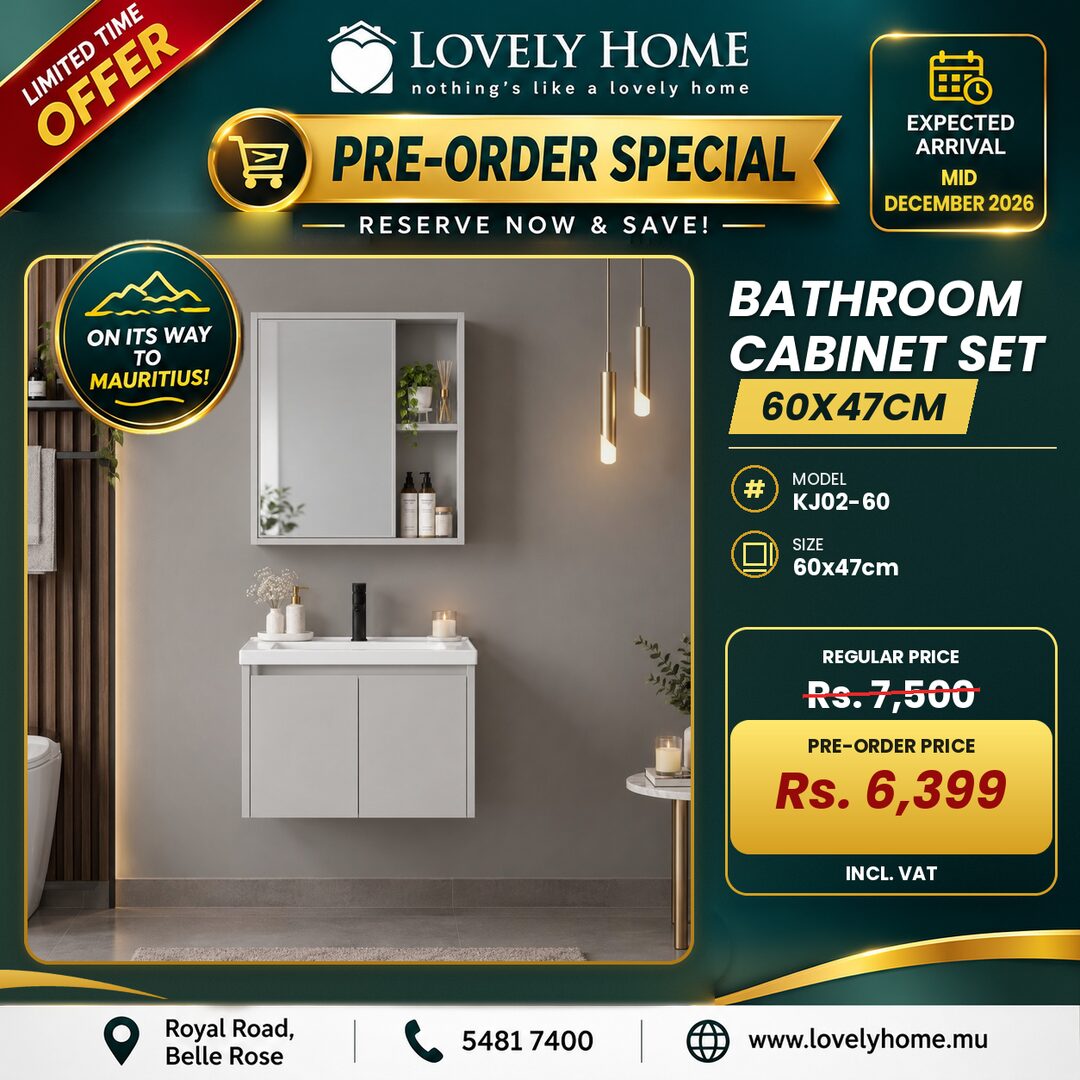 LIMITED TIME
OFFER
LOVELY HOME
nothing's like a lovely home
PRE-ORDER SPECIAL
RESERVE NOW & SAVE!
EXPECTED
ARRIVAL
MID
DECEMBER 2026
ON ITS WAY
TO
MAURITIUS!
BATHROOM
CABINET SET
60X47CM
#
MODEL
KJ02-60
SIZE
60x47cm
REGULAR PRICE
Rs. 7,500
PRE-ORDER PRICE
Rs. 6,399
INCL. VAT
Royal Road,
Belle Rose
5481 7400
www.lovelyhome.mu